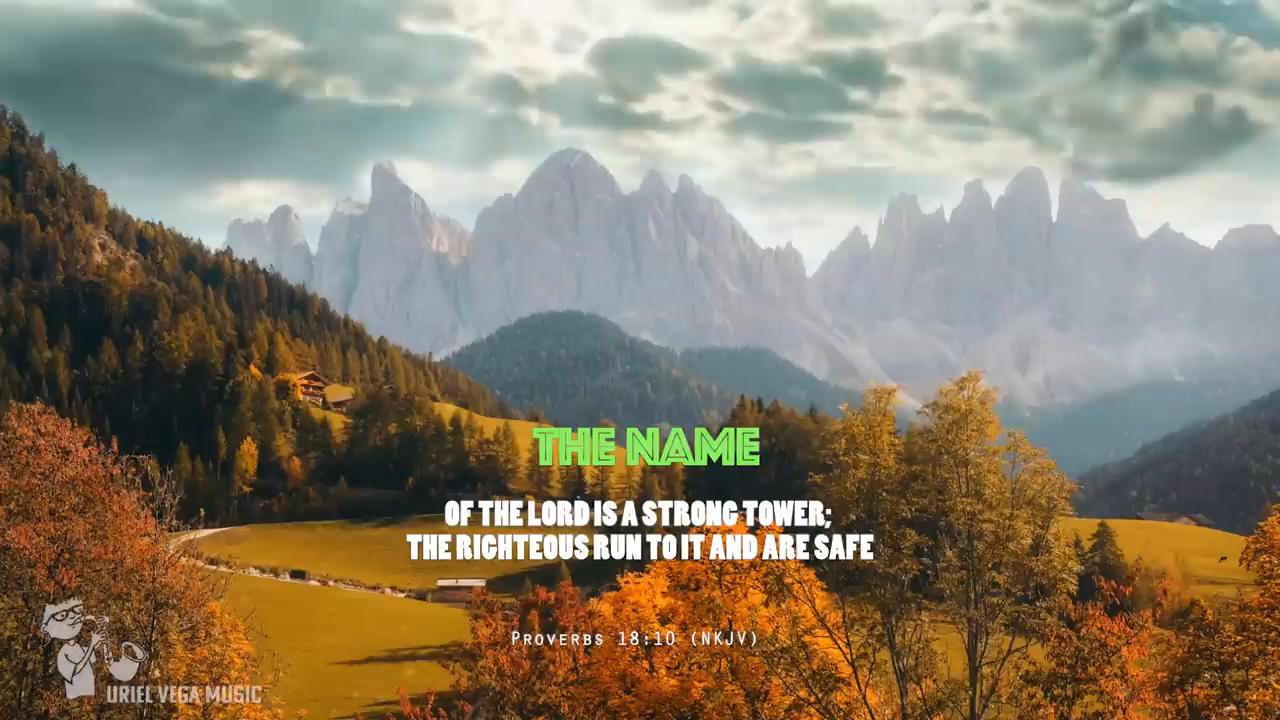 THE NAME
OF THE LORD IS A STRONG TOWER;
THE RIGHTEOUS RUN TO IT AND ARE SAFE
Proverbs 18:10 (NKJV)
URIEL VEGA MUSIC